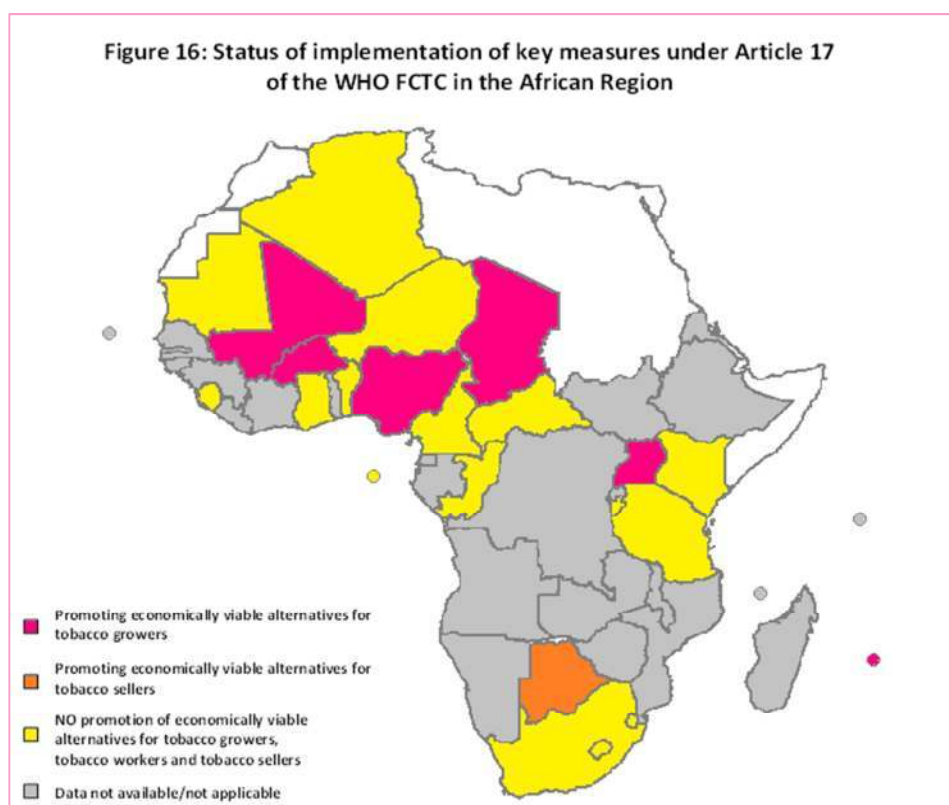 Figure 16: Status of implementation of key measures under Article 17
of the WHO FCTC in the African Region
Promoting economically viable alternatives for
tobacco growers
Promoting economically viable alternatives for
tobacco sellers
NO promotion of economically viable
alternatives for tobacco growers,
tobacco workers and tobacco sellers
Data not available/not applicable